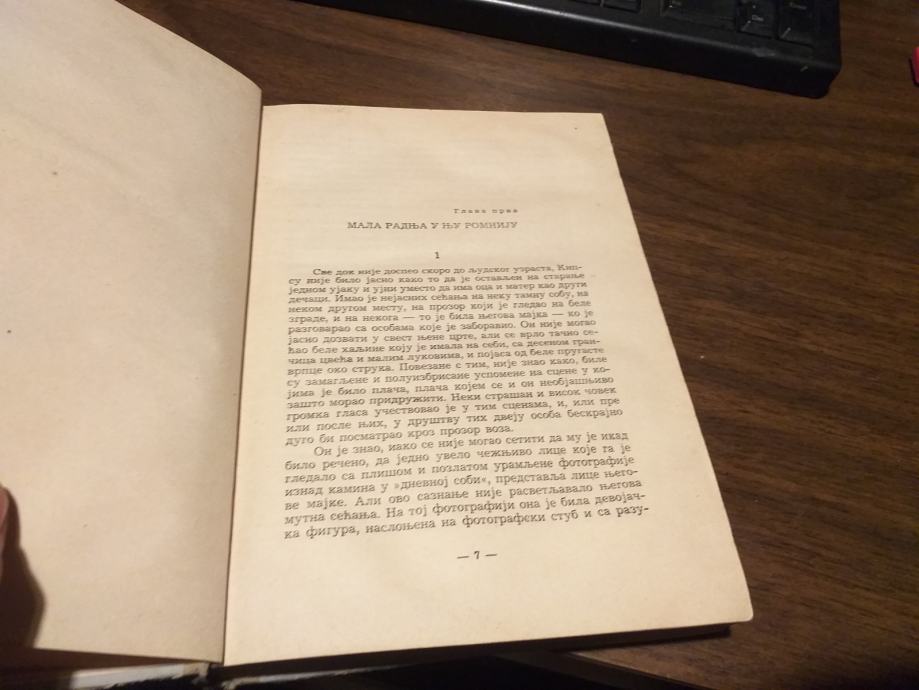 Глава прва
МАЛА РАДЊА У ЊУ РОМНИЈУ
1
Све док није доспео скоро до људског узраста, Кип-
су није било јасно како то да је остављен на старање
једном ујаку и ујни уместо да има оца и матер као други
дечаци. Имао је нејасних сећања на неку тамну собу, на
неком другом месту, на прозор који је гледао на беле
зграде, и на некога — то је била његова мајка — ко је
разговарао са особама које је заборавио. Он није могао
јасно дозвати у свест њене црте, али се врло тачно се-
ћао беле хаљине коју је имала на себи, са десеном гран-
чица цвећа и малим луковима, и појаса од беле пругасте
врпце око струка. Повезане с тим, није знао како, биле
су замагљене и полуизбрисане успомене на сцене у ко-
јима је било плача, плача којем се и он необјашњиво
зашто морао придружити. Неки страшан и висок човек
громка гласа учествовао је у тим сценама, и, или пре
или после њих, у друштву тих двеју особа бескрајно
дуго би посматрао кроз прозор воза.
Он је знао, иако се није могао сетити да му је икад
било речено, да једно увело чежњиво лице које га је
гледало са плишом и позлатом урамљене фотографије
изнад камина у »дневној соби«, представља лице његo-
ве мајке. Али ово сазнање није расветљавало његова
мутна сећања. На тој фотографији она је била девојач-
ка фигура, наслоњена на фотографски стуб и са разу-
— 7 —